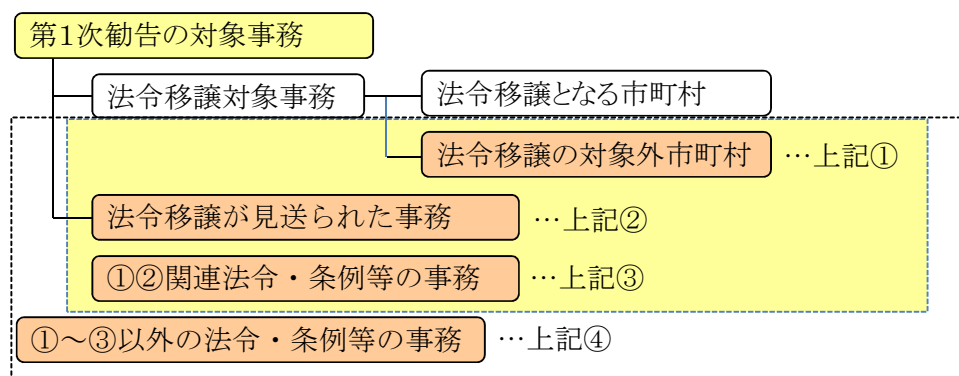 第１次勧告の対象事務
法令移譲対象事務
法令移譲となる市町村
法令移譲の対象外市町村 …上記①
法令移譲が見送られた事務 …上記②
①②関連法令・条例等の事務 …上記③
①～③以外の法令・条例等の事務 …上記④